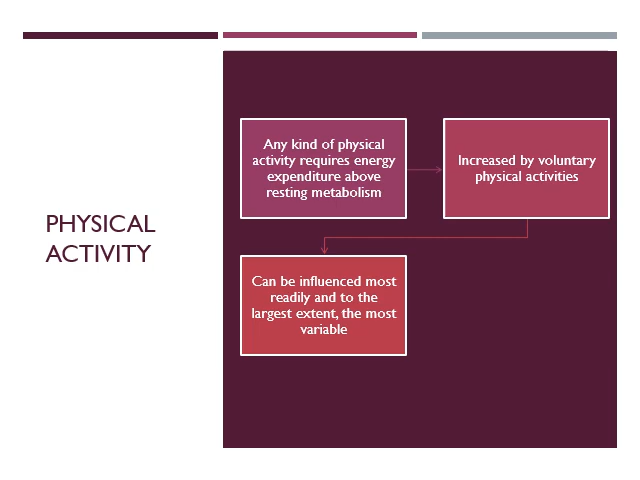 PHYSICAL
ACTIVITY
Any kind of physical
activity requires energy
expenditure above
resting metabolism
Increased by voluntary
physical activities
Can be influenced most
readily and to the
largest extent, the most
variable